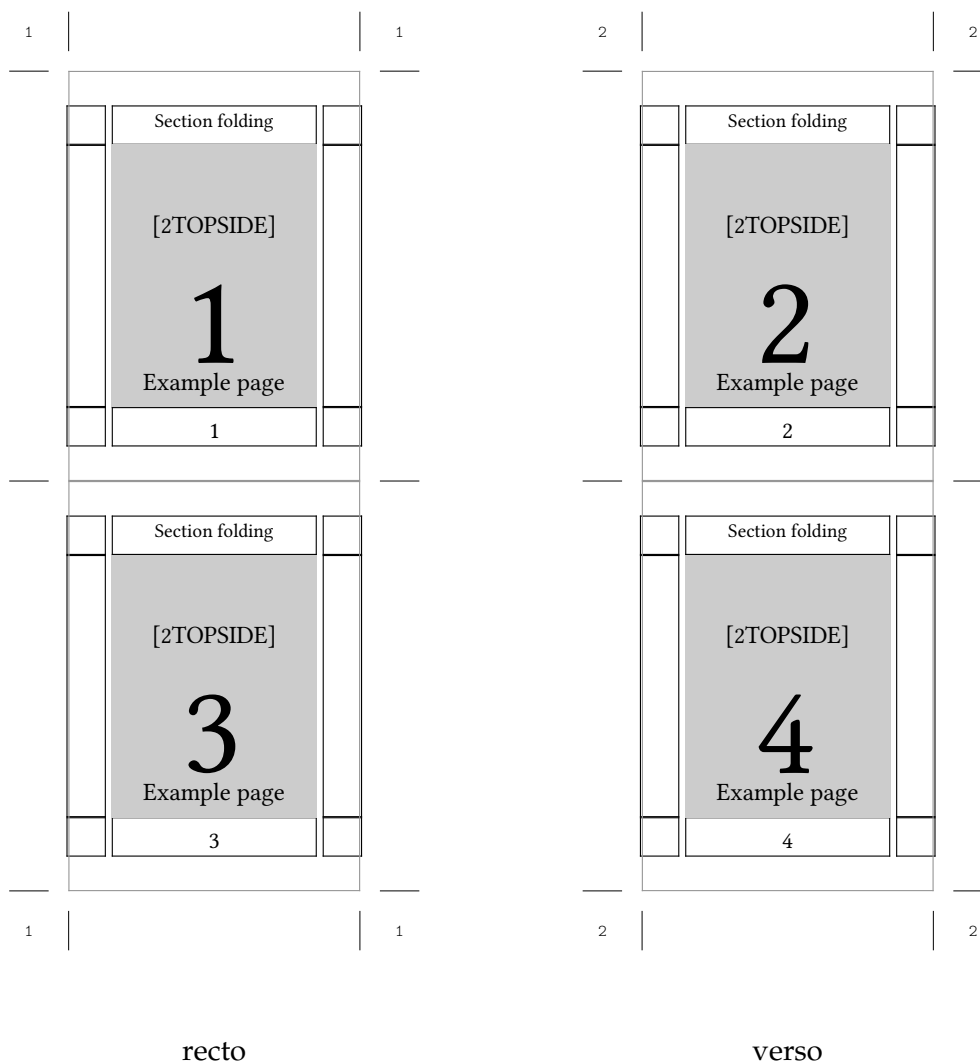 1 1
Section folding
[2TOPSIDE]
1
Example page
1
Section folding
[2TOPSIDE]
3
Example page
3
1 1
recto
2 2
Section folding
[2TOPSIDE]
2
Example page
2
Section folding
[2TOPSIDE]
4
Example page
4
2 2
verso